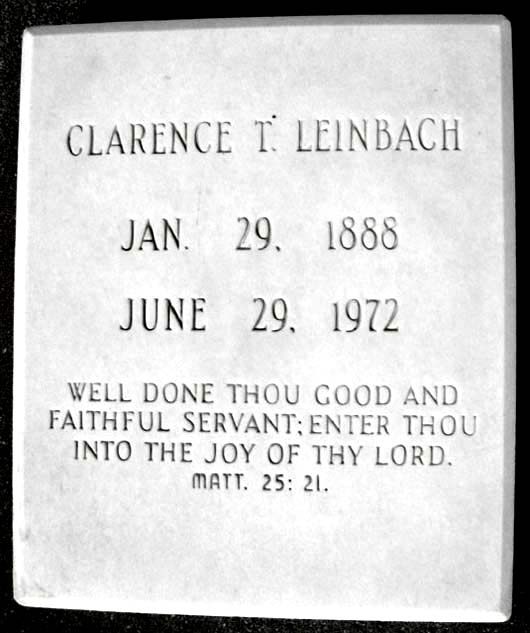 CLARENCE T. LEINBACH
JAN. 29, 1888
JUNE 29, 1972
WELL DONE THOU GOOD AND
FAITHFUL SERVANT; ENTER THOU
INTO THE JOY OF THY LORD.
MATT. 25: 21.